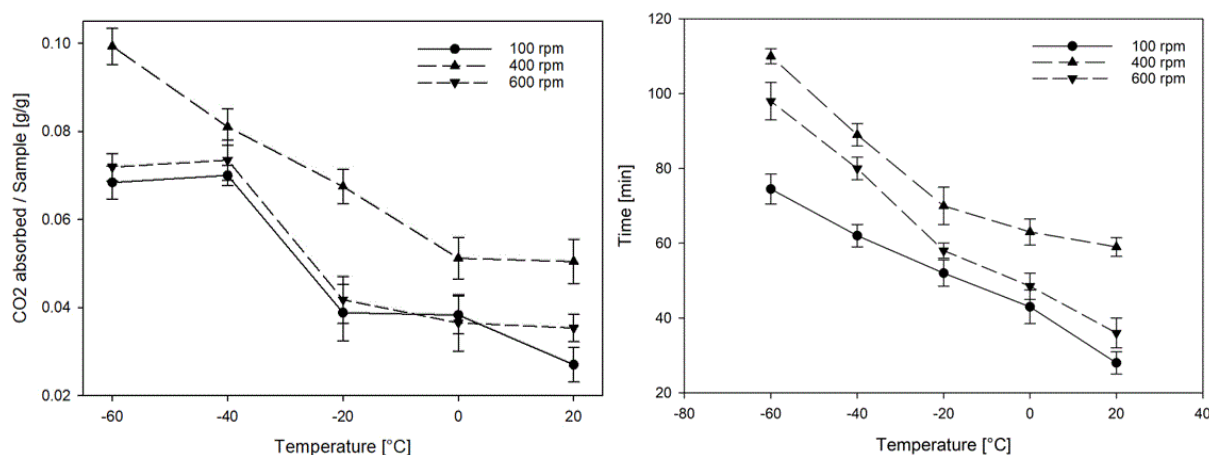 CO2 absorbed / Sample [g/g]
0.10
0.08
0.06
0.04
0.02
100 rpm
400 rpm
600 rpm
-60
-40
-20
0
20
Temperature [°C]
Time [min]
120
100
80
60
40
20
100 rpm
400 rpm
600 rpm
-80
-60
-40
-20
0
20
40
Temperature [°C]